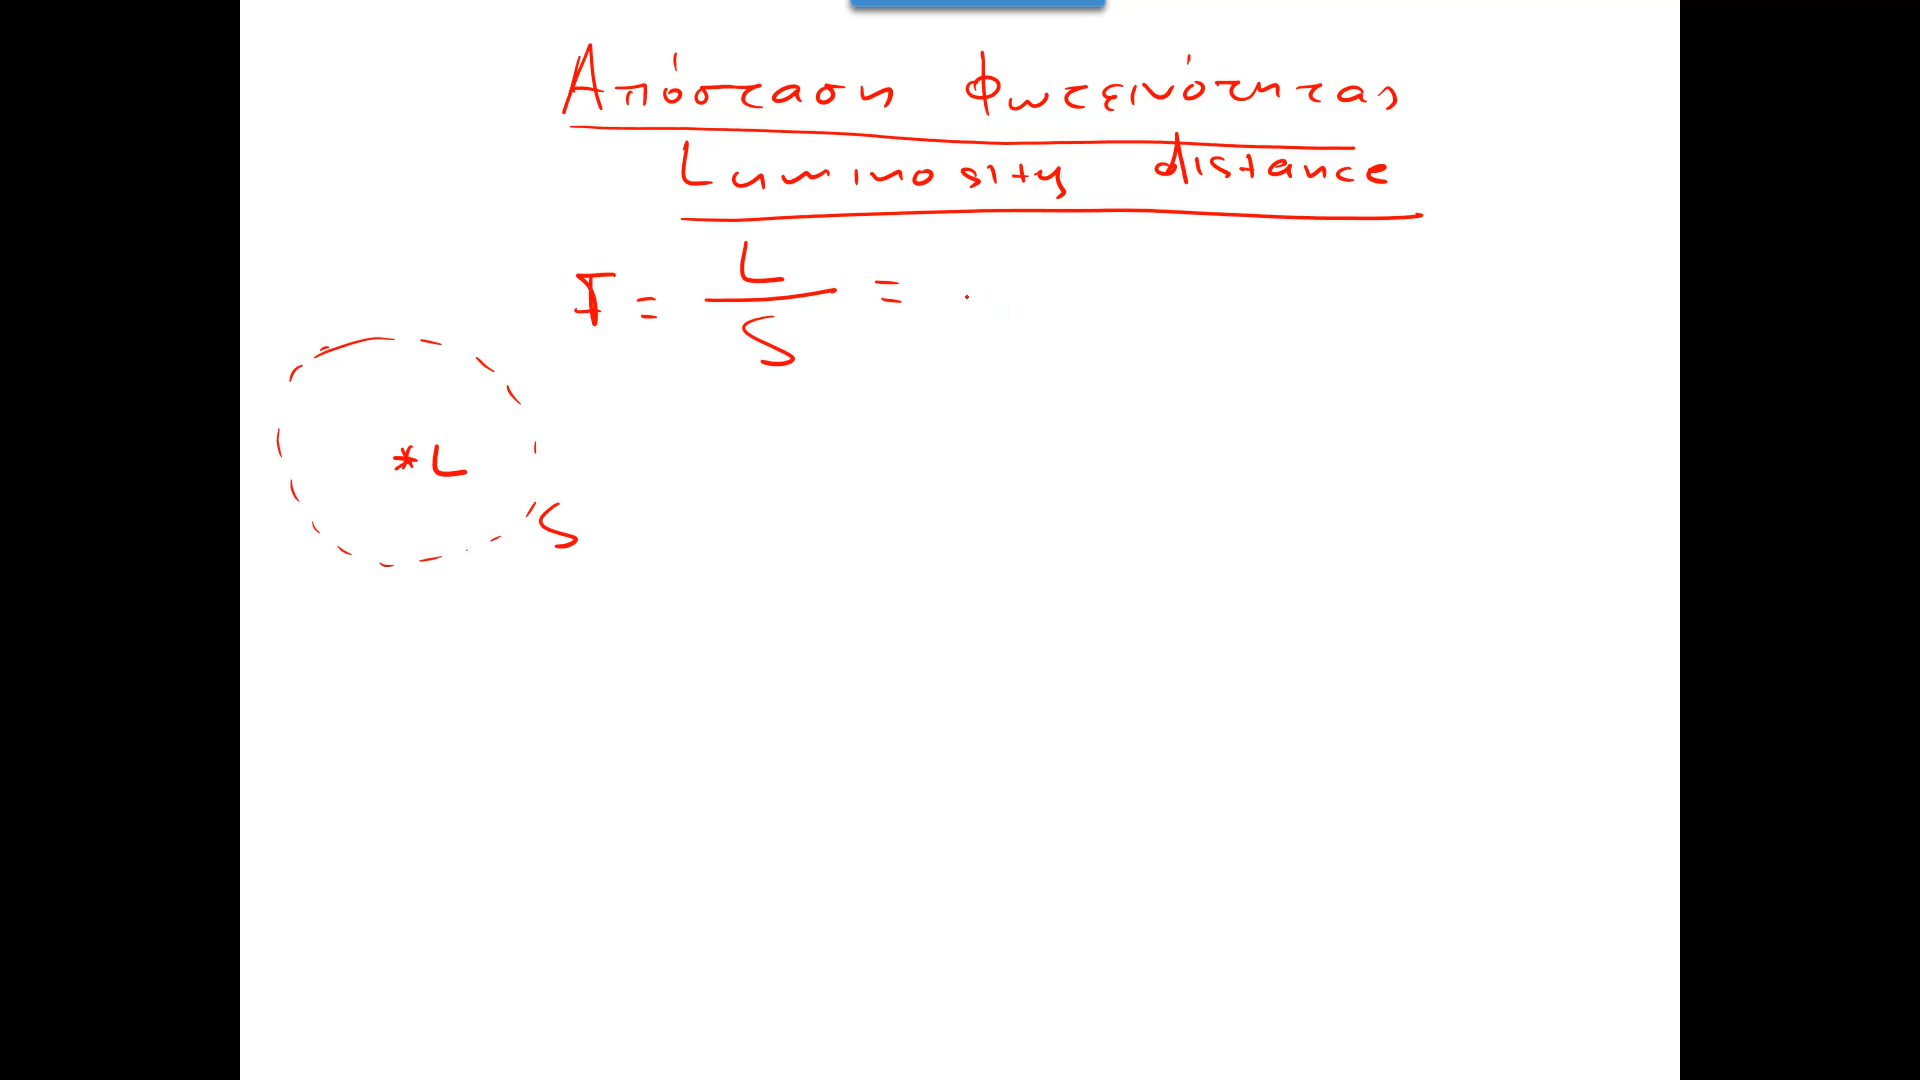 Απόσταση Φωτεινότητας
Luminosity distance
I = L / S =
* L
S